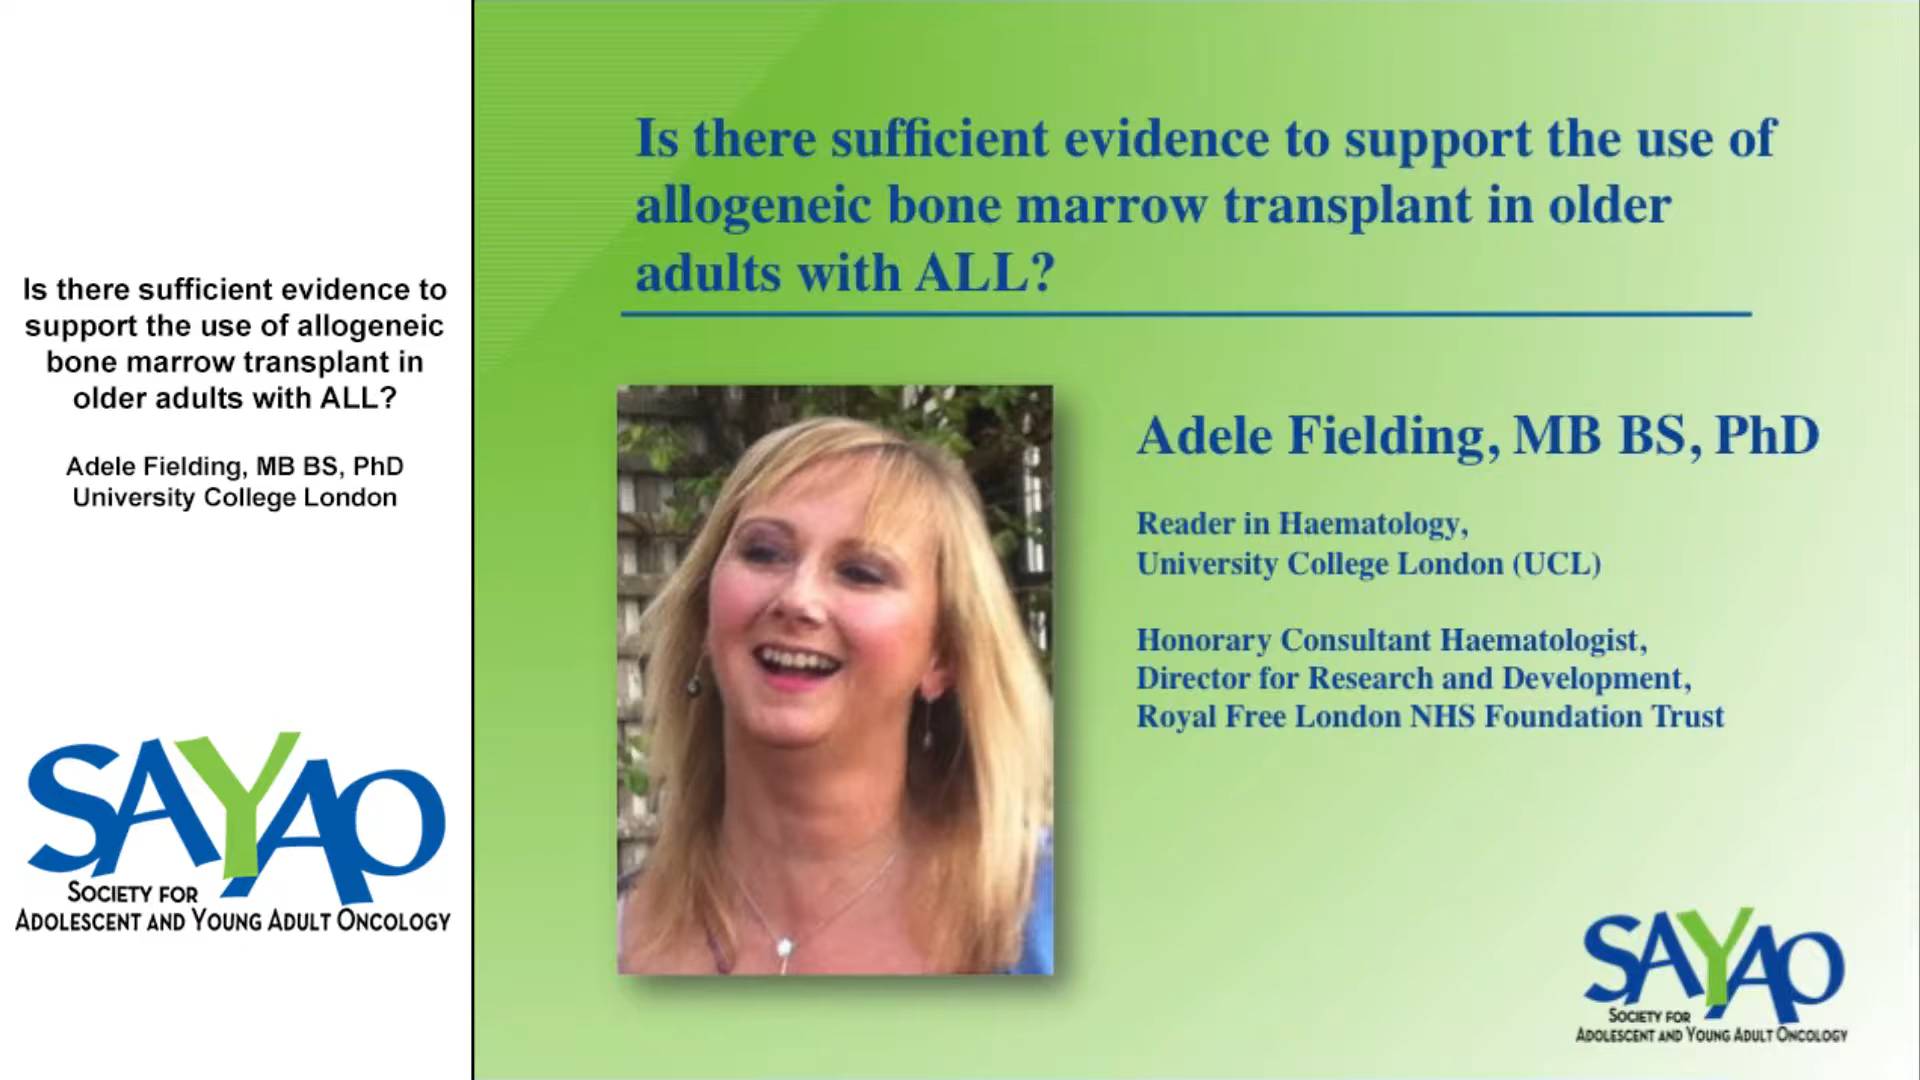 Is there sufficient evidence to
support the use of allogeneic
bone marrow transplant in
older adults with ALL?
Adele Fielding, MB BS, PhD
University College London
SAYAO
SOCIETY FOR
ADOLESCENT AND YOUNG ADULT ONCOLOGY
Is there sufficient evidence to support the use of
allogeneic bone marrow transplant in older
adults with ALL?
Adele Fielding, MB BS, PhD
Reader in Haematology,
University College London (UCL)
Honorary Consultant Haematologist,
Director for Research and Development,
Royal Free London NHS Foundation Trust
SAYAO
SOCIETY FOR
ADOLESCENT AND YOUNG ADULT ONCOLOGY